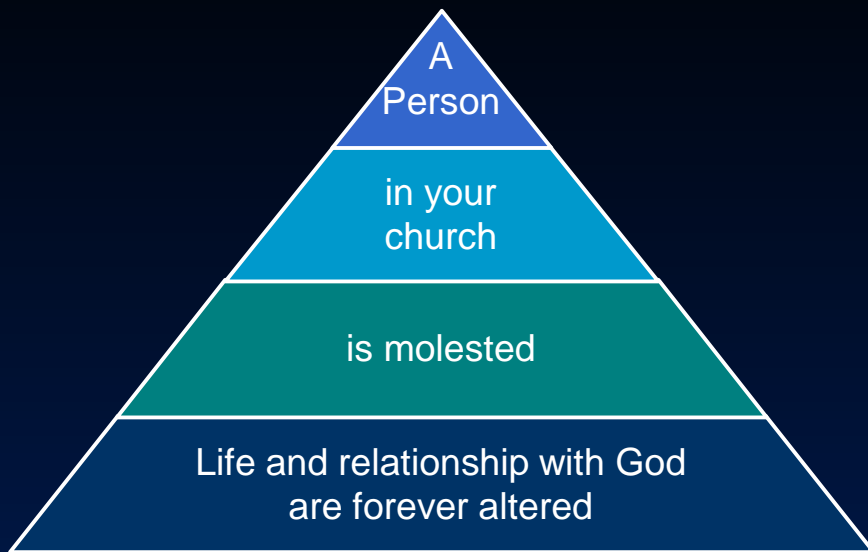 A
Person
in your
church
is molested
Life and relationship with God
are forever altered